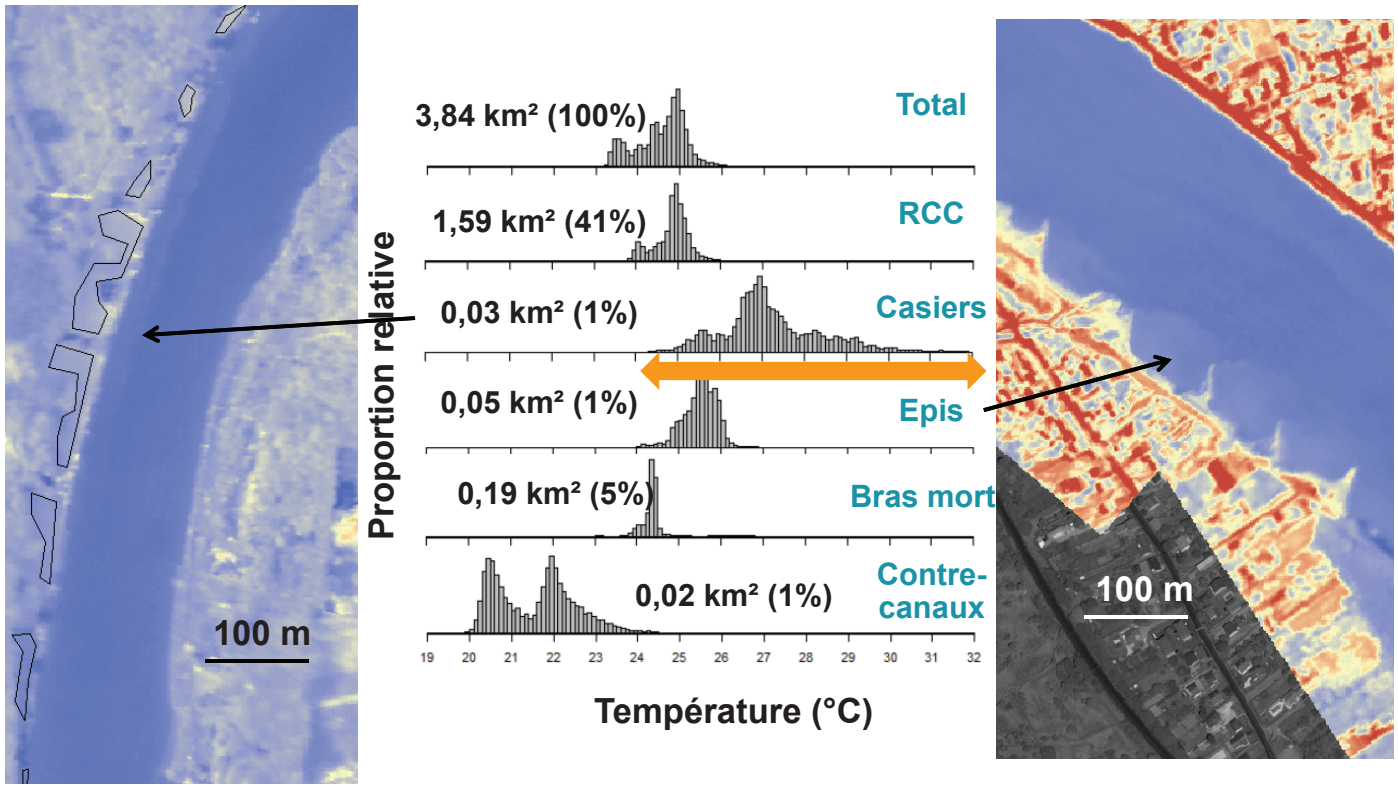 3,84 km² (100%)
Total
1,59 km² (41%)
RCC
0,03 km² (1%)
Casiers
0,05 km² (1%)
Epis
0,19 km² (5%)
Bras mort
0,02 km² (1%)
Contre-
canaux
Proportion relative
19 20 21 22 23 24 25 26 27 28 29 30 31 32
Température (°C)
100 m
100 m